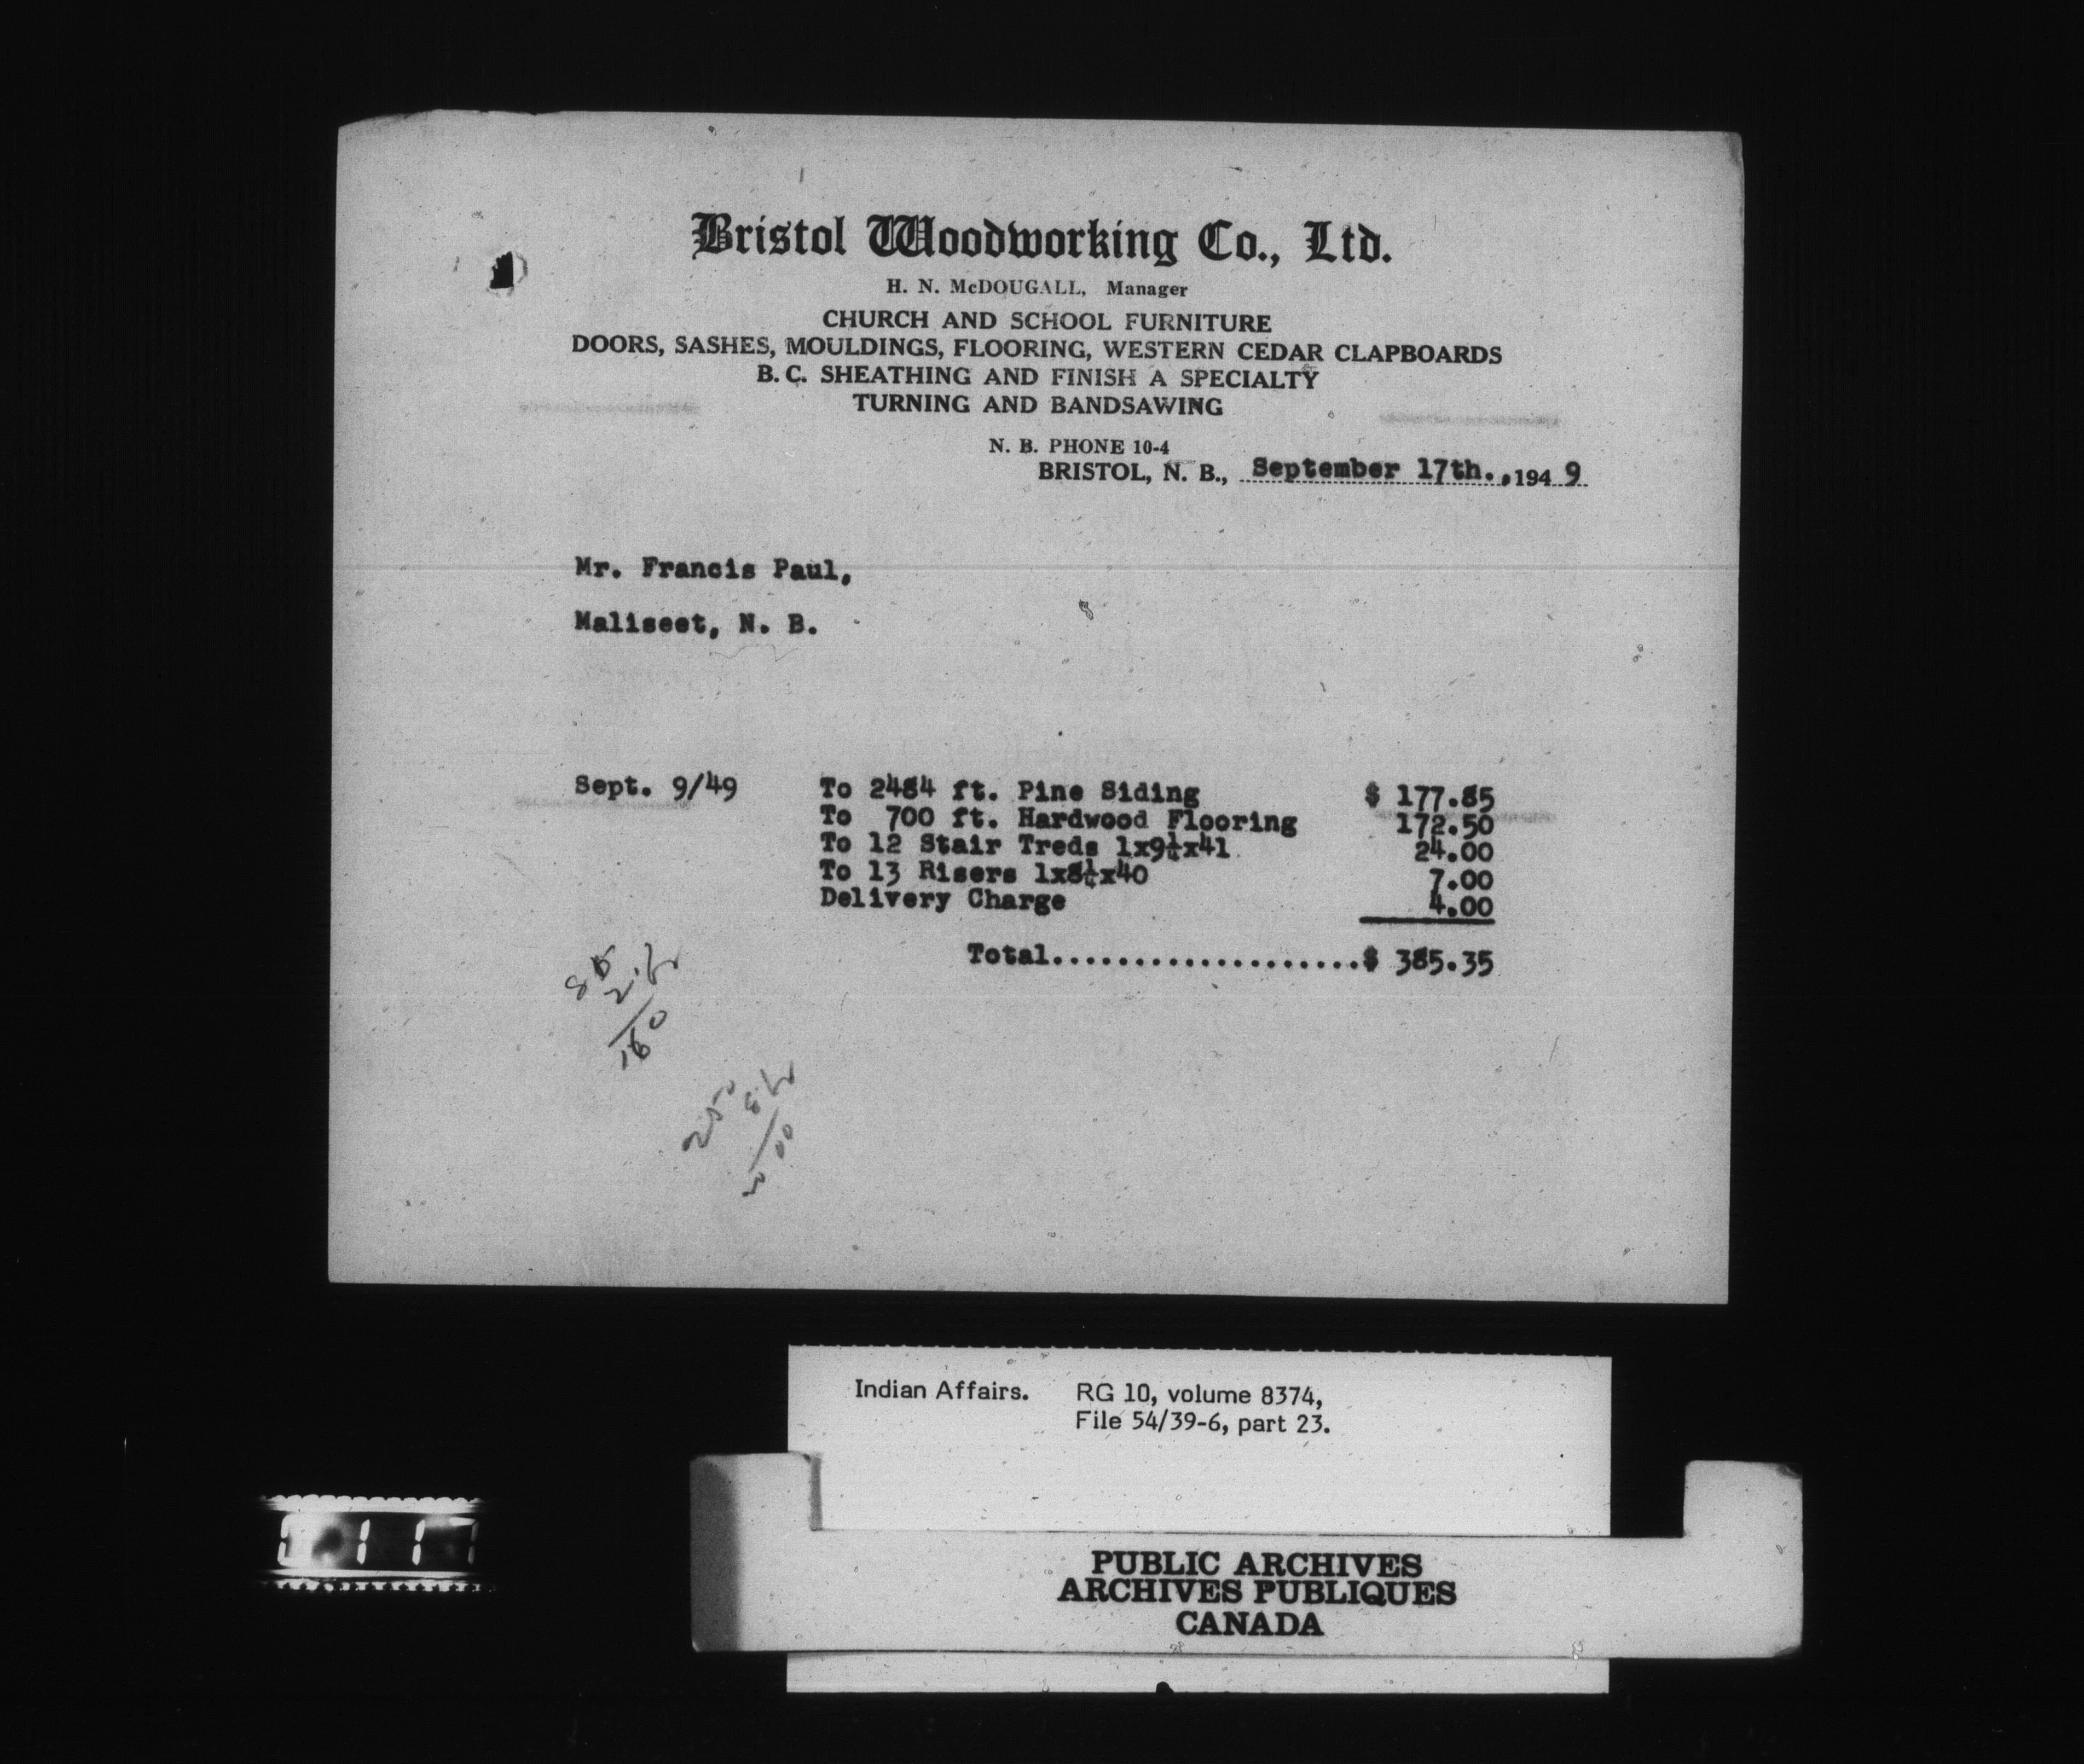 Bristol Woodworking Co., Ltd.
H. N. McDOUGALL, Manager
CHURCH AND SCHOOL FURNITURE
DOORS, SASHES, MOULDINGS, FLOORING, WESTERN CEDAR CLAPBOARDS
B. C. SHEATHING AND FINISH A SPECIALTY
TURNING AND BANDSAWING
N. B. PHONE 10-4
BRISTOL, N. B., September 17th., 194 9
Mr. Francis Paul,
Maliseet, N. B.
Sept. 9/49 To 2484 ft. Pine Siding $ 177.85
To 700 ft. Hardwood Flooring 172.50
To 12 Stair Treds 1x9¼x41 24.00
To 13 Risers 1x8¼x40 7.00
Delivery Charge 4.00
Total...................$ 385.35
160
250
Indian Affairs. RG 10, volume 8374,
File 54/39-6, part 23.
PUBLIC ARCHIVES
ARCHIVES PUBLIQUES
CANADA